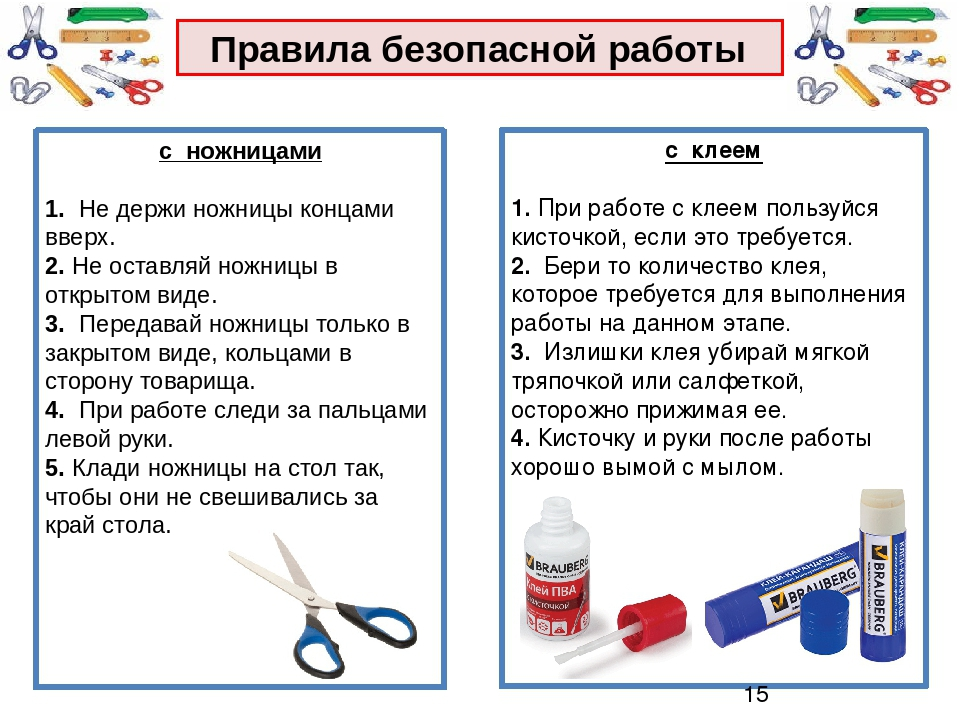 Правила безопасной работы
с ножницами
1. Не держи ножницы концами
вверх.
2. Не оставляй ножницы в
открытом виде.
3. Передавай ножницы только в
закрытом виде, кольцами в
сторону товарища.
4. При работе следи за пальцами
левой руки.
5. Клади ножницы на стол так,
чтобы они не свешивались за
край стола.
с клеем
1. При работе с клеем пользуйся
кисточкой, если это требуется.
2. Бери то количество клея,
которое требуется для выполнения
работы на данном этапе.
3. Излишки клея убирай мягкой
тряпочкой или салфеткой,
осторожно прижимая ее.
4. Кисточку и руки после работы
хорошо вымой с мылом.
BRAUBERG
Клей ПВА
с кисточкой
КЛЕЙ-КАРАНДАШ
BRAUBERG
КЛЕЙ-КАРАНДАШ
BRAUBERG
15